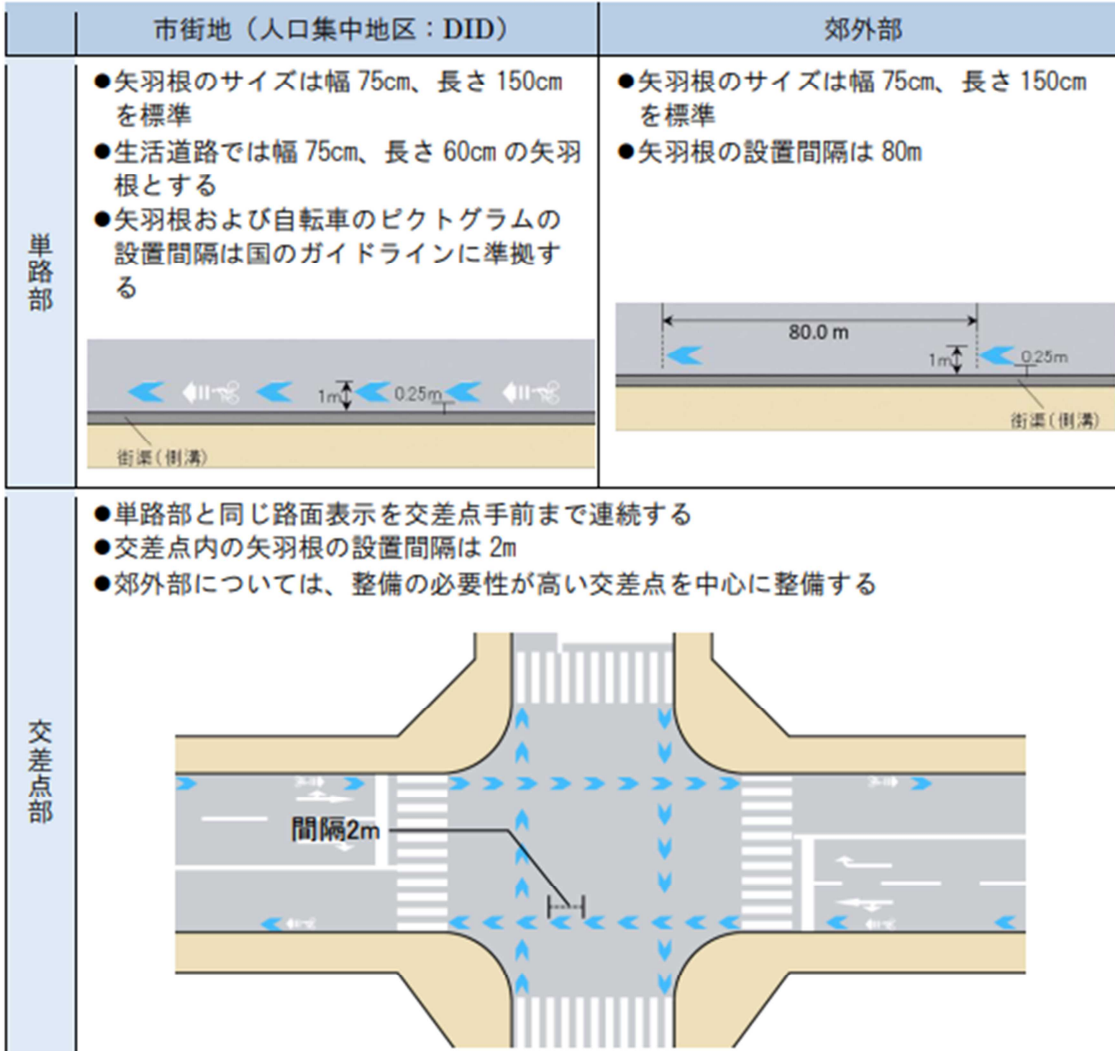 市街地（人口集中地区：DID）
郊外部
単路部
●矢羽根のサイズは幅 75cm、長さ 150cm
を標準
●生活道路では幅 75cm、長さ 60cm の矢羽
根とする
●矢羽根および自転車のピクトグラムの
設置間隔は国のガイドラインに準拠す
る
1m
0.25m
街渠(側溝)
●矢羽根のサイズは幅 75cm、長さ 150cm
を標準
●矢羽根の設置間隔は 80m
80.0 m
1m
0.25m
街渠(側溝)
交差点部
●単路部と同じ路面表示を交差点手前まで連続する
●交差点内の矢羽根の設置間隔は 2m
●郊外部については、整備の必要性が高い交差点を中心に整備する
間隔2m